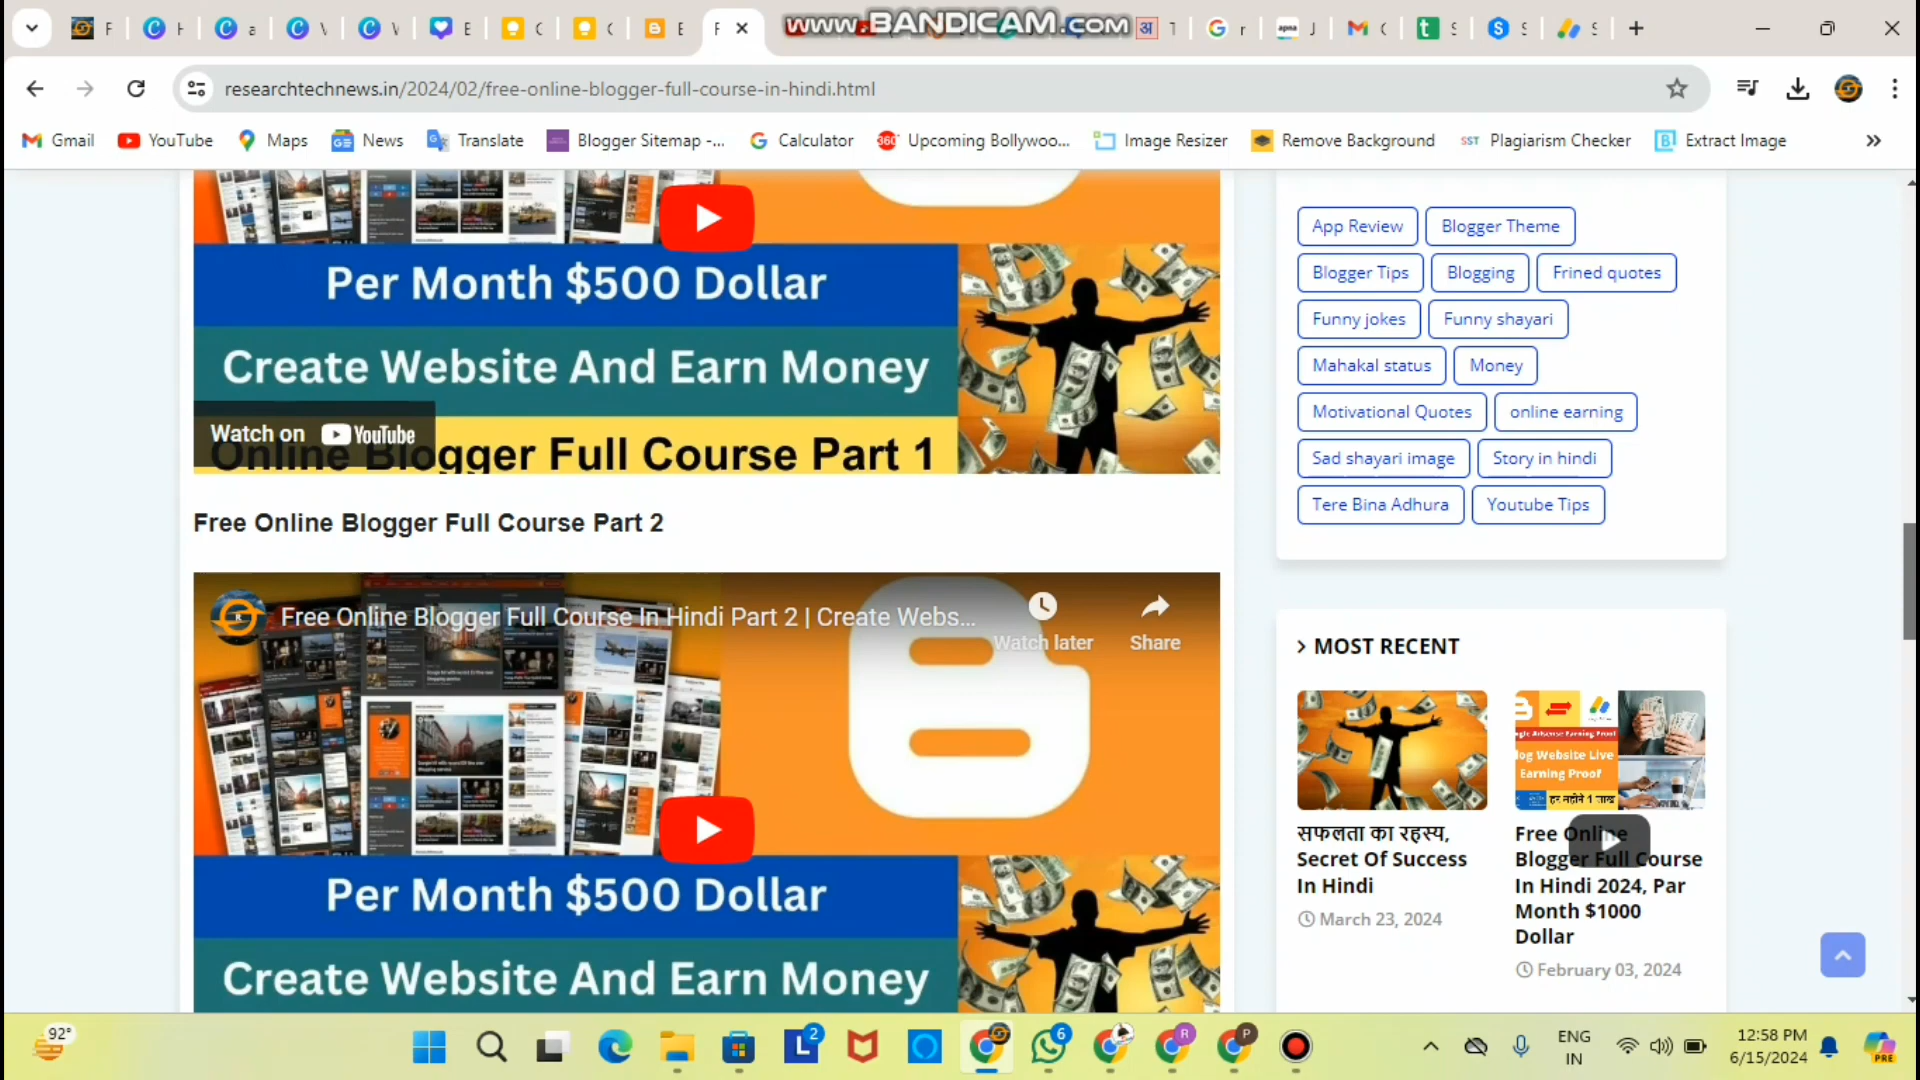 WWW.BANDICAM.COM
researchtechnews.in/2024/02/free-online-blogger-full-course-in-hindi.html
Gmail YouTube Maps News Translate Blogger Sitemap -... Calculator Upcoming Bollywoo... Image Resizer Remove Background SST Plagiarism Checker Extract Image
Per Month $500 Dollar
Create Website And Earn Money
Watch on YouTube
Online Blogger Full Course Part 1
Free Online Blogger Full Course Part 2
Free Online Blogger Full Course In Hindi Part 2 | Create Webs...
Watch later
Share
Per Month $500 Dollar
Create Website And Earn Money
App Review Blogger Theme
Blogger Tips Blogging Frined quotes
Funny jokes Funny shayari
Mahakal status Money
Motivational Quotes online earning
Sad shayari image Story in hindi
Tere Bina Adhura Youtube Tips
MOST RECENT
सफलता का रहस्य,
Secret Of Success
In Hindi
March 23, 2024
Earning Proof
Free Online
Blogger Full Course
In Hindi 2024, Par
Month $1000
Dollar
February 03, 2024
92°
2
6
R
P
ENG
IN
12:58 PM
6/15/2024
PRE